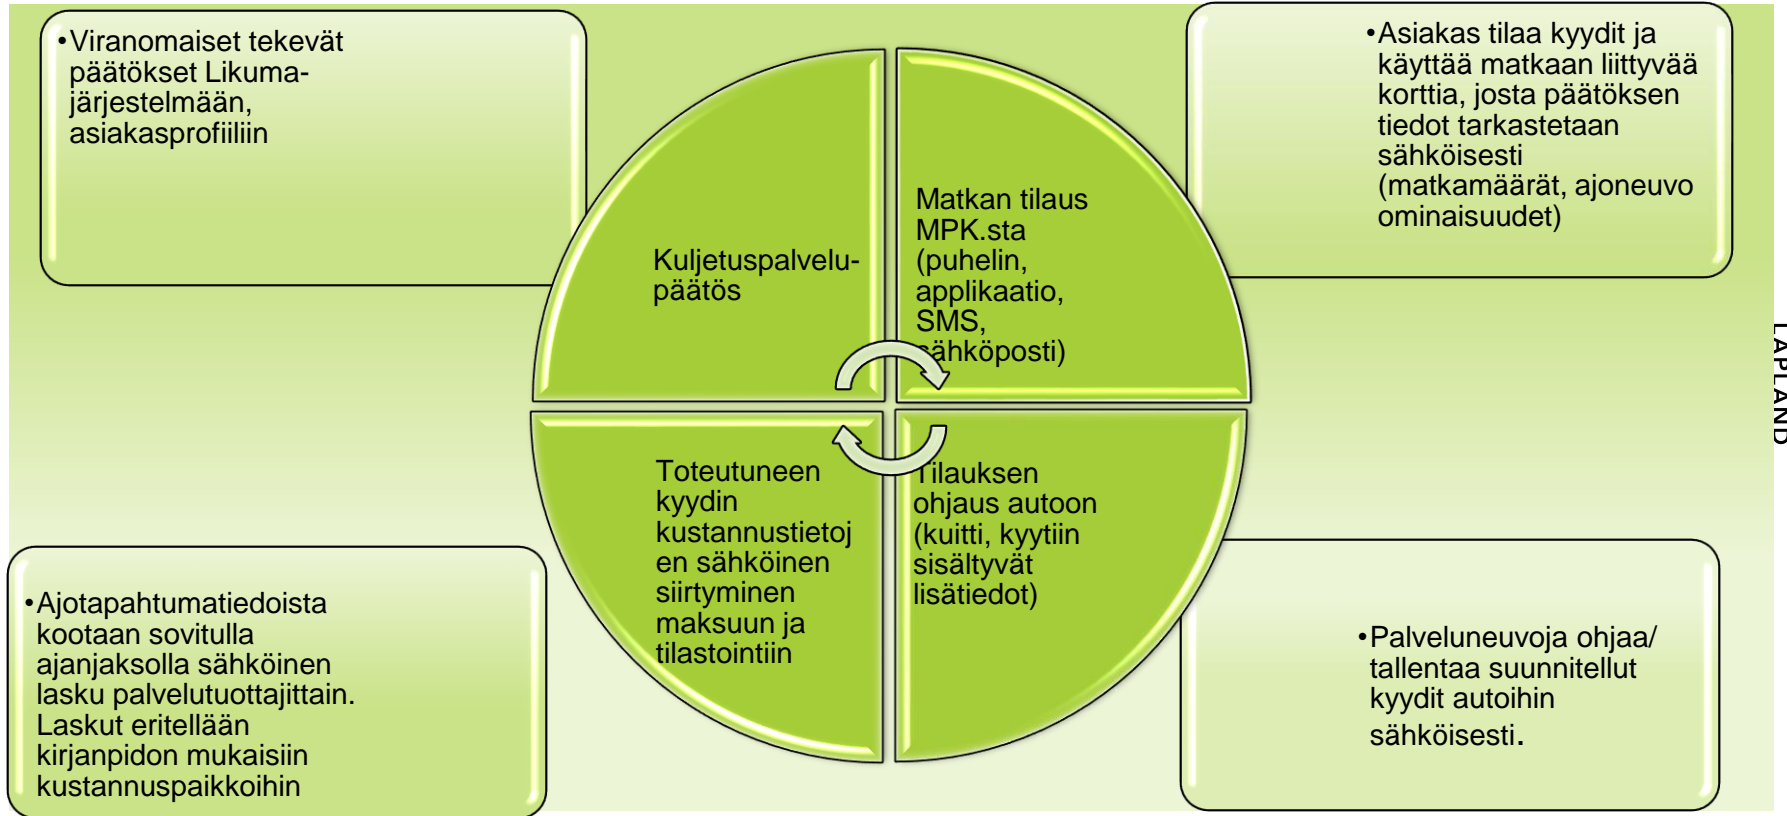 •Viranomaiset tekevät
päätökset Likuma-
järjestelmään,
asiakasprofiiliin
•Asiakas tilaa kyydit ja
käyttää matkaan liittyvää
korttia, josta päätöksen
tiedot tarkastetaan
sähköisesti
(matkamäärät, ajoneuvo
ominaisuudet)
Kuljetuspalvelu-
päätös
Matkan tilaus
MPK.sta
(puhelin,
applikaatio,
SMS,
sähköposti)
Toteutuneen
kyydin
kustannustietoj
en sähköinen
siirtyminen
maksuun ja
tilastointiin
Tilauksen
ohjaus autoon
(kuitti, kyytiin
sisältyvät
lisätiedot)
•Ajotapahtumatiedoista
kootaan sovitulla
ajanjaksolla sähköinen
lasku palvelutuottajittain.
Laskut eritellään
kirjanpidon mukaisiin
kustannuspaikkoihin
•Palveluneuvoja ohjaa/
tallentaa suunnitellut
kyydit autoihin
sähköisesti.
LAPLAND